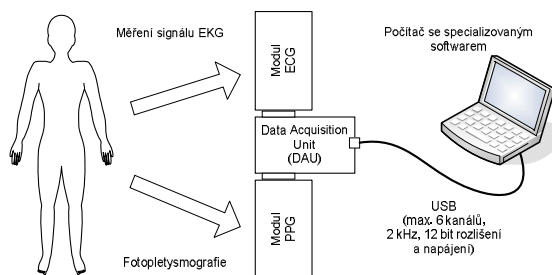 Měření signálu EKG
Modul
ECG
Počítač se specializovaným
softwarem
Data Acquisition
Unit
(DAU)
USB
(max. 6 kanálů,
2 kHz, 12 bit rozlišení
a napájení)
Modul
PPG
Fotopletysmografie